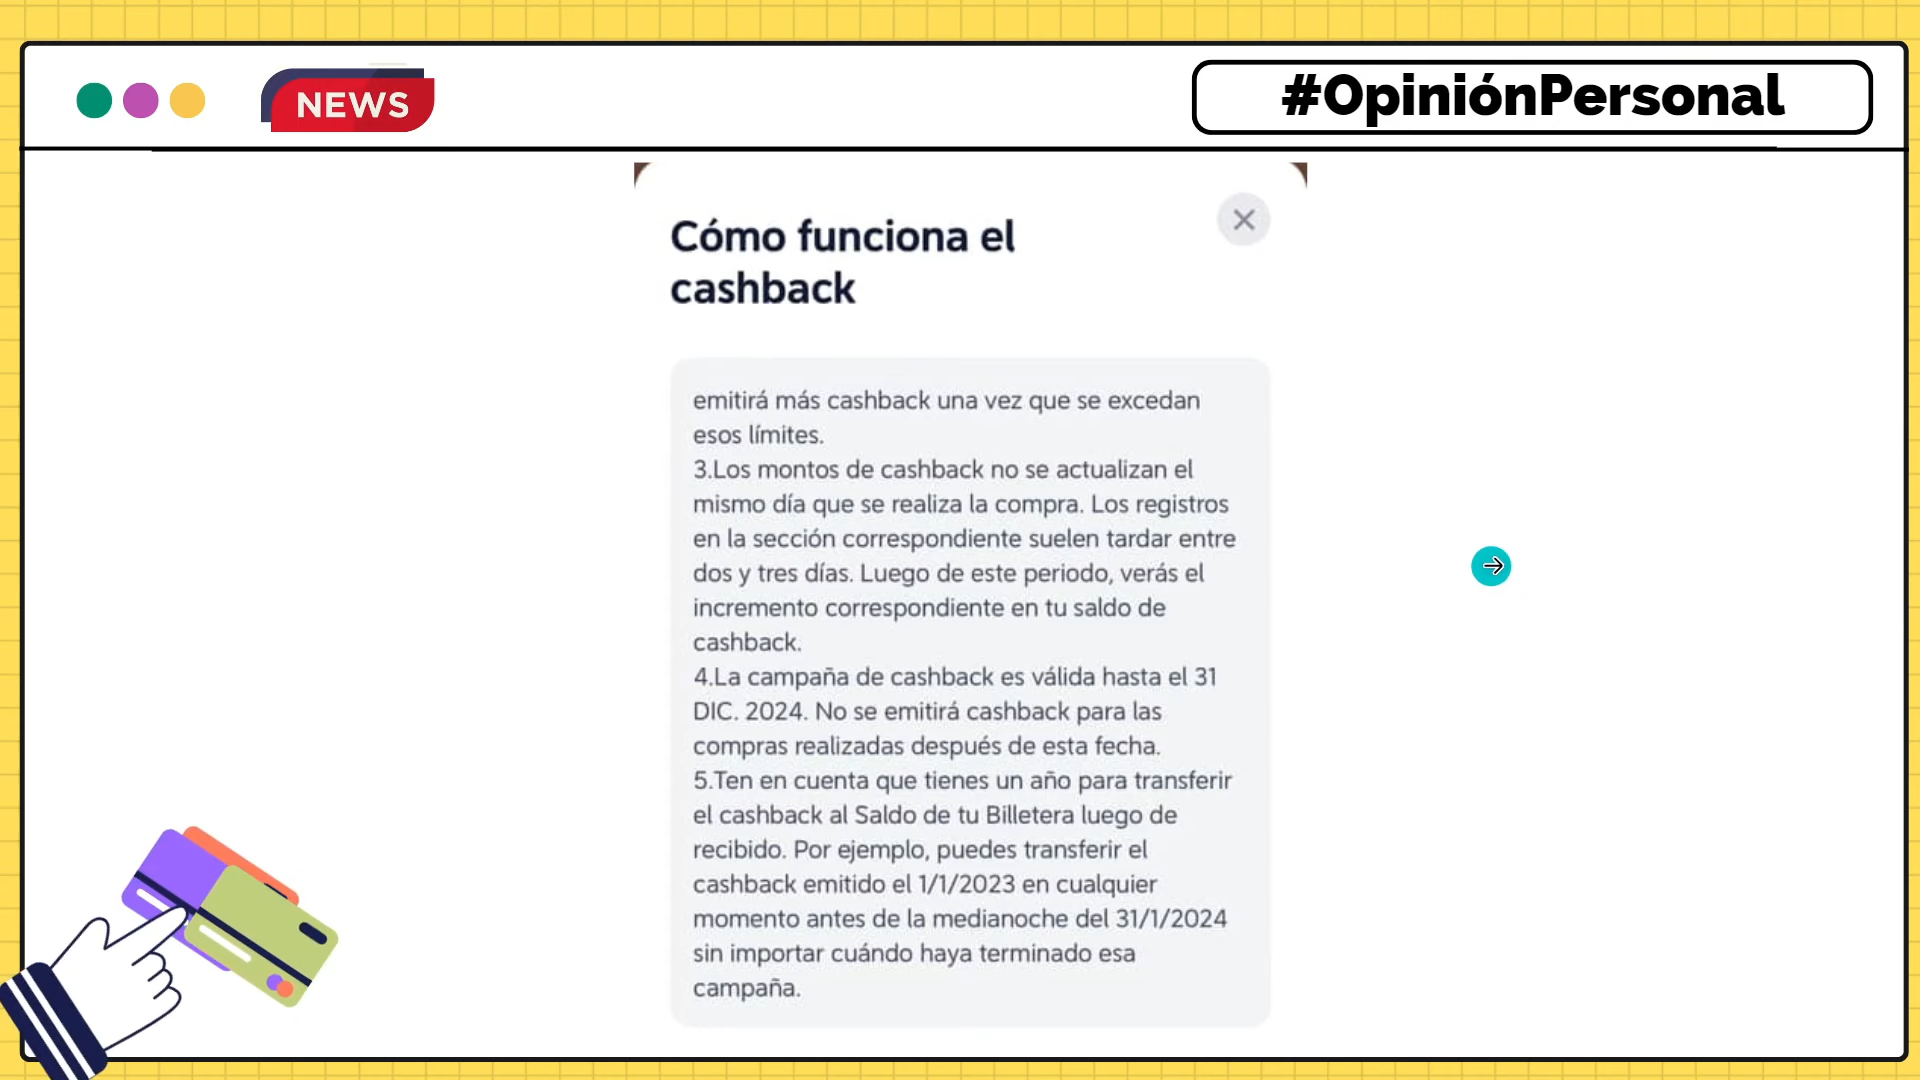 NEWS
#OpiniónPersonal
Cómo funciona el
cashback
emitirá más cashback una vez que se excedan
esos límites.
3.Los montos de cashback no se actualizan el
mismo día que se realiza la compra. Los registros
en la sección correspondiente suelen tardar entre
dos y tres días. Luego de este periodo, verás el
incremento correspondiente en tu saldo de
cashback.
4.La campaña de cashback es válida hasta el 31
DIC. 2024. No se emitirá cashback para las
compras realizadas después de esta fecha.
5.Ten en cuenta que tienes un año para transferir
el cashback al Saldo de tu Billetera luego de
recibido. Por ejemplo, puedes transferir el
cashback emitido el 1/1/2023 en cualquier
momento antes de la medianoche del 31/1/2024
sin importar cuándo haya terminado esa
campaña.